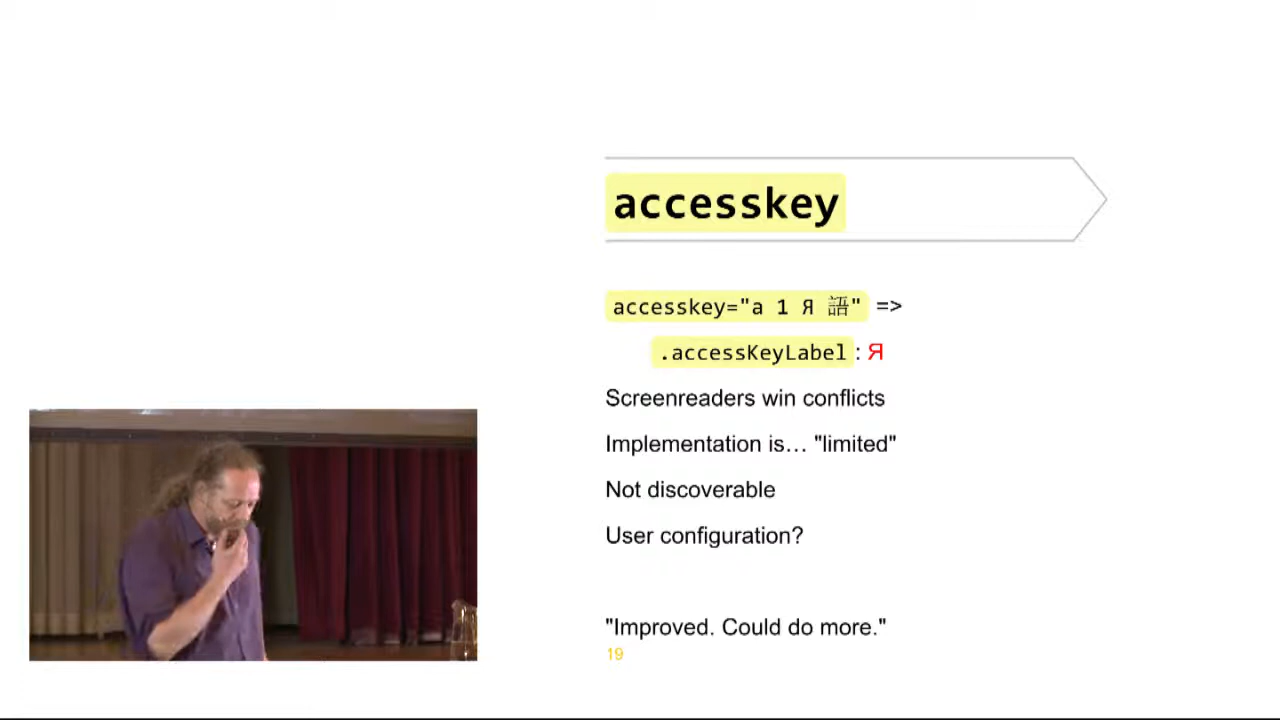 accesskey
accesskey="a 1 Я 語" =>
.accessKeyLabel: Я
Screenreaders win conflicts
Implementation is… "limited"
Not discoverable
User configuration?
"Improved. Could do more."
19